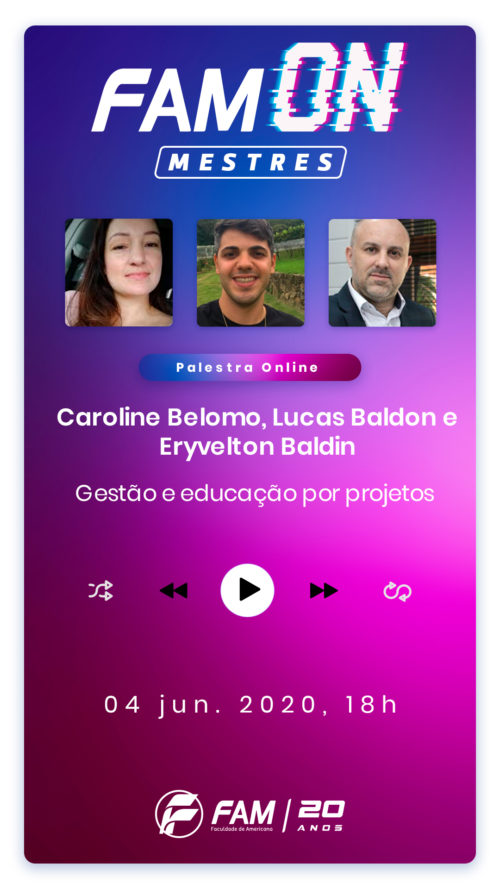 FAM ON
MESTRES
Palestra Online
Caroline Belomo, Lucas Baldon e
Eryvelton Baldin
Gestão e educação por projetos
04 jun. 2020, 18h
FAM 20
Faculdade de Americana ANOS